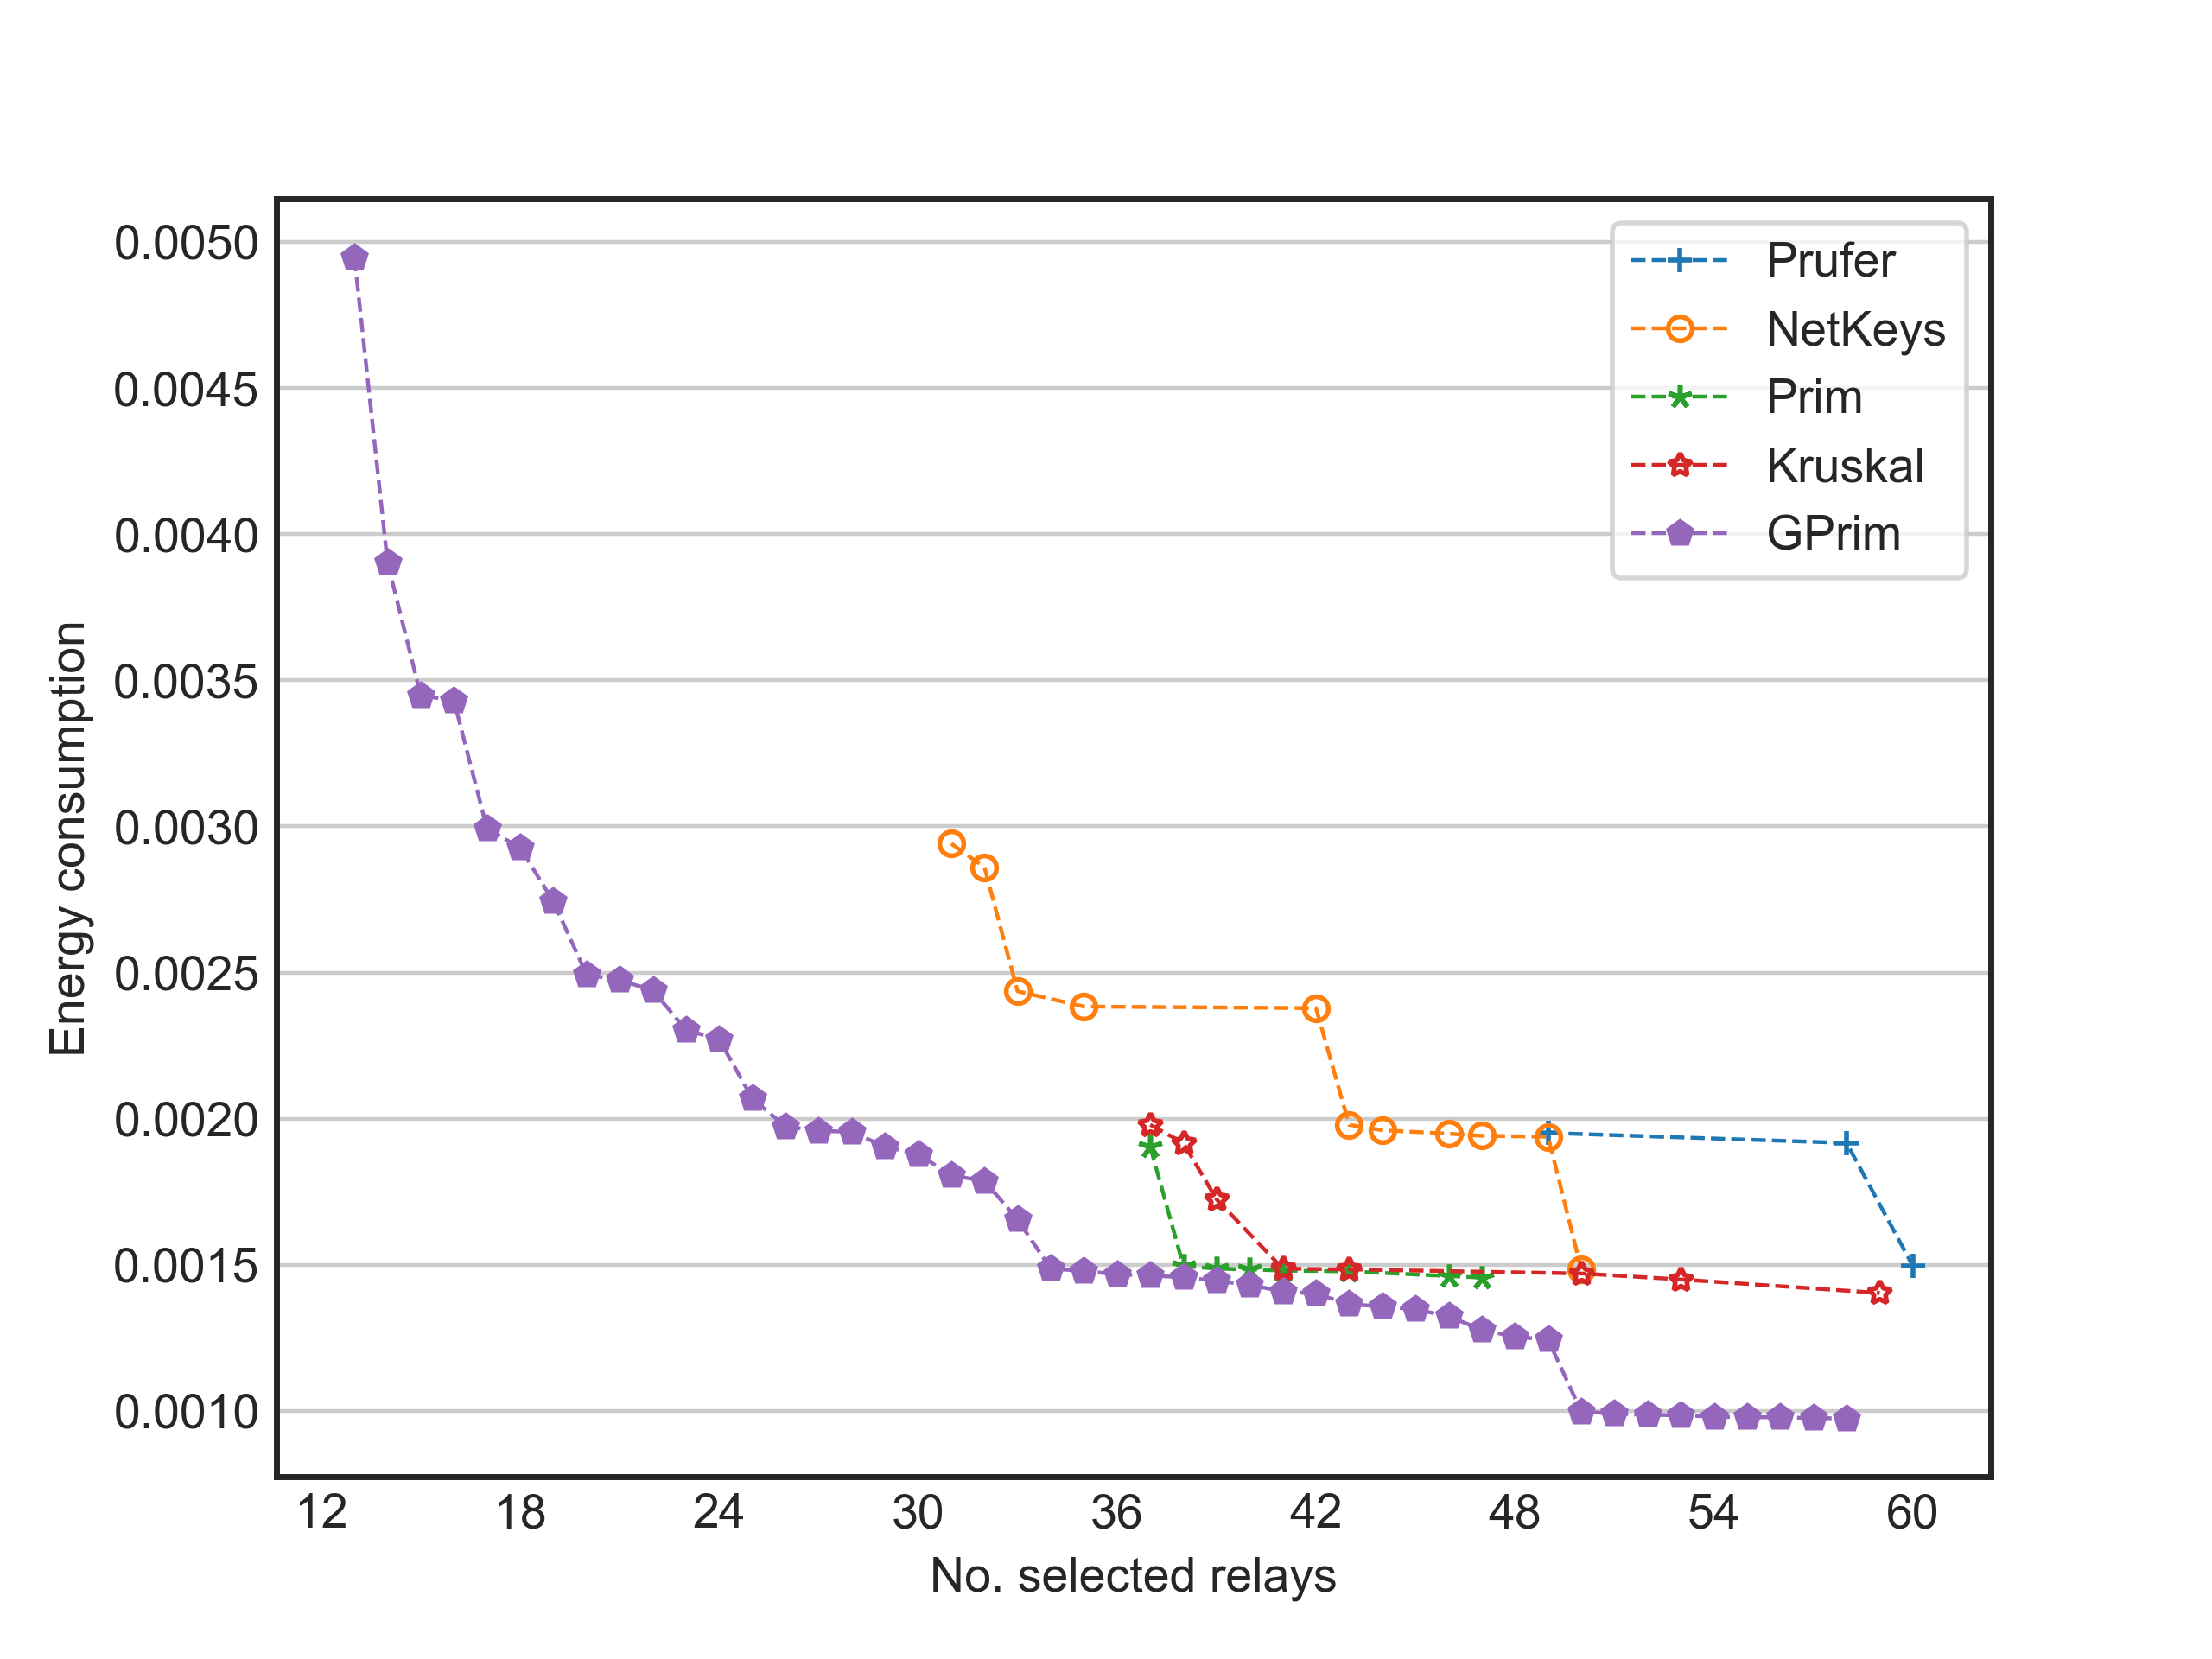 0.0050
0.0045
0.0040
0.0035
0.0030
0.0025
0.0020
0.0015
0.0010
Energy consumption
12 18 24 30 36 42 48 54 60
No. selected relays
Prufer
NetKeys
Prim
Kruskal
GPrim